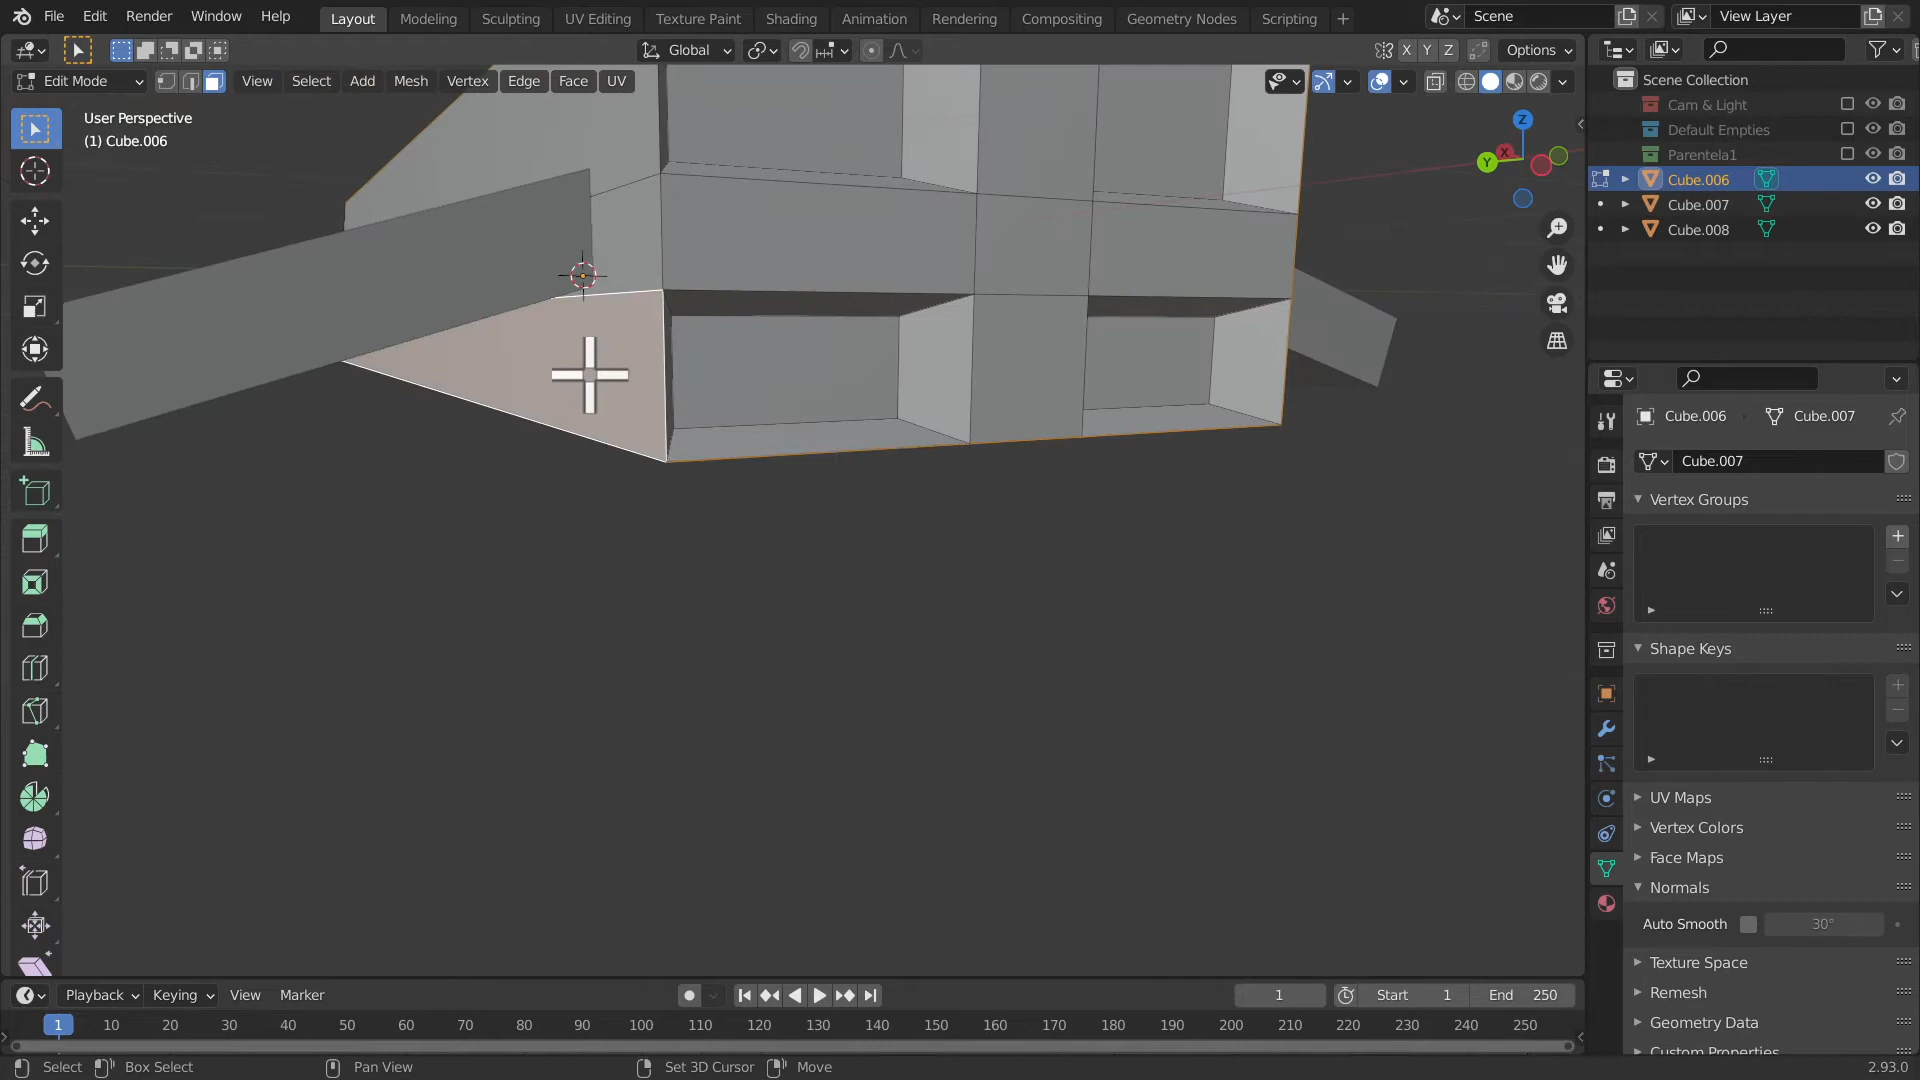 File Edit Render Window Help Layout Modeling Sculpting UV Editing Texture Paint Shading Animation Rendering Compositing Geometry Nodes Scripting + Scene View Layer
Global X Y Z Options
Edit Mode View Select Add Mesh Vertex Edge Face UV
User Perspective
(1) Cube.006
Z
X
Y
Scene Collection
Cam & Light
Default Empties
Parentela1
Cube.006
Cube.007
Cube.008
Cube.006 Cube.007
Cube.007
Vertex Groups
Shape Keys
UV Maps
Vertex Colors
Face Maps
Normals
Auto Smooth 30°
Texture Space
Remesh
Geometry Data
Custom Properties
Playback Keying View Marker 1 Start 1 End 250
1 10 20 30 40 50 60 70 80 90 100 110 120 130 140 150 160 170 180 190 200 210 220 230 240 250
Select Box Select Pan View Set 3D Cursor Move 2.93.0